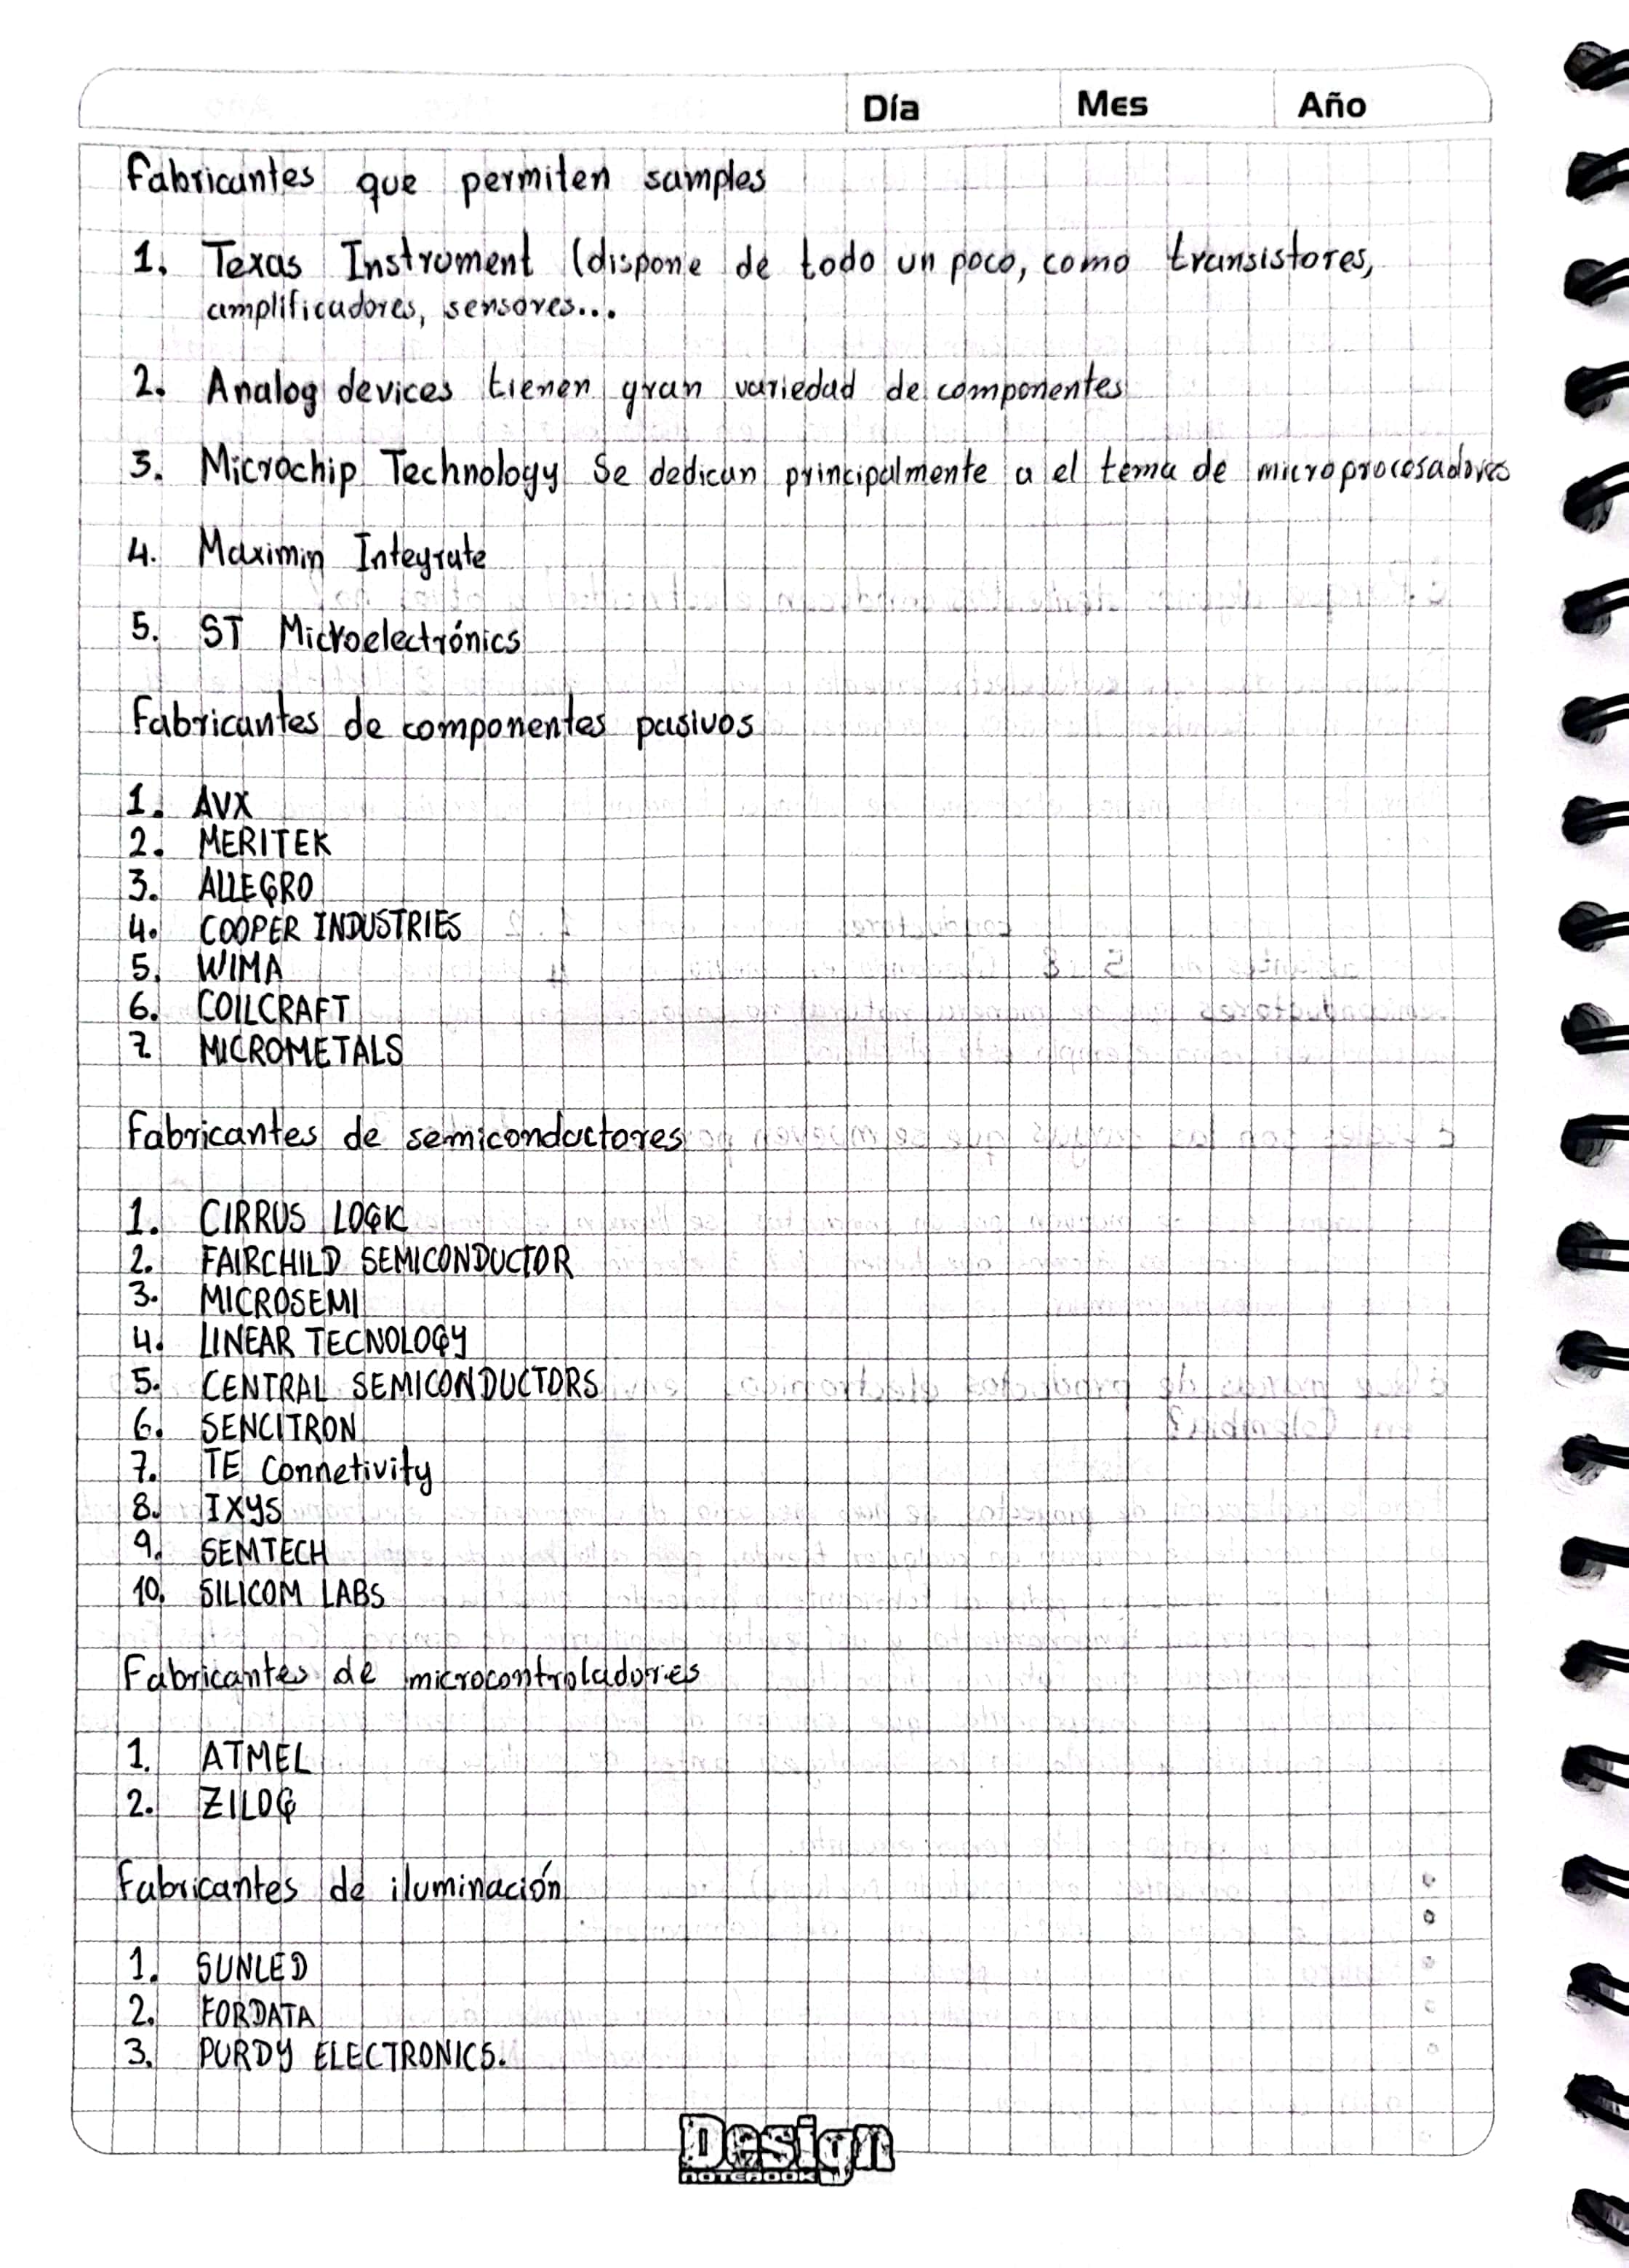 Día Mes Año
Fabricantes que permiten samples
1. Texas Instrument (dispone de todo un poco, como transistores,
amplificadores, sensores...
2. Analog devices tienen gran variedad de componentes
3. Microchip Technology Se dedican principalmente a el tema de microprocesadores
4. Maximin Integrate
5. ST Microelectrónics
Fabricantes de componentes pasivos
1. AVX
2. MERITEK
3. ALLEGRO
4. COOPER INDUSTRIES
5. WIMA
6. COILCRAFT
7. MICROMETALS
Fabricantes de semiconductores
1. CIRRUS LOGIC
2. FAIRCHILD SEMICONDUCTOR
3. MICROSEMI
4. LINEAR TECNOLOGY
5. CENTRAL SEMICONDUCTORS
6. SENCITRON
7. TE Connetivity
8. IXYS
9. SEMTECH
10. SILICOM LABS
Fabricantes de microcontroladores
1. ATMEL
2. ZILOG
Fabricantes de iluminación
1. SUNLED
2. FORDATA
3. PURDY ELECTRONICS.
Design
NOTEBOOK